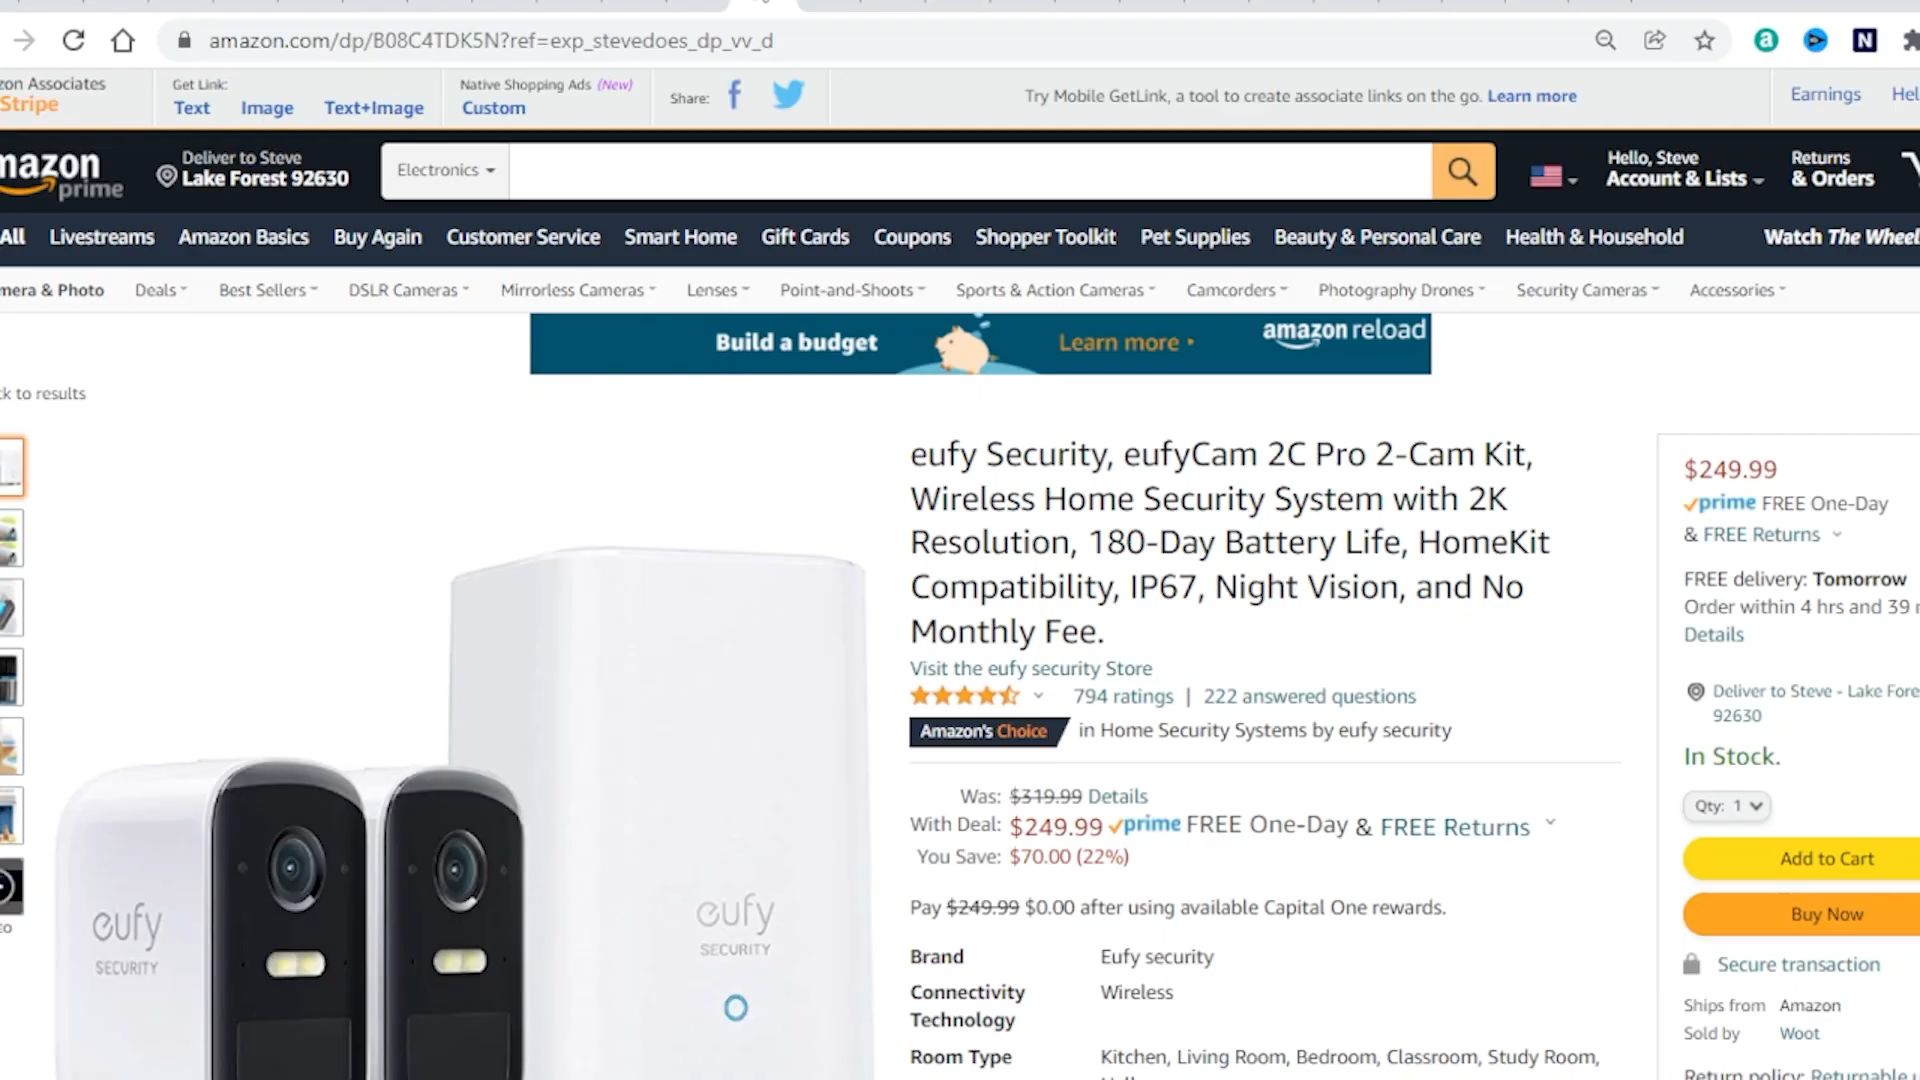 amazon.com/dp/B08C4TDK5N?ref=exp_stevedoes_dp_vv_d
zon Associates
Stripe
Get Link:
Text Image Text+Image
Native Shopping Ads (New)
Custom
Share:
Try Mobile GetLink, a tool to create associate links on the go. Learn more
Earnings Hel
mazon
prime
Deliver to Steve
Lake Forest 92630
Electronics
Hello, Steve
Account & Lists
Returns
& Orders
All Livestreams Amazon Basics Buy Again Customer Service Smart Home Gift Cards Coupons Shopper Toolkit Pet Supplies Beauty & Personal Care Health & Household Watch The Wheel
mera & Photo Deals Best Sellers DSLR Cameras Mirrorless Cameras Lenses Point-and-Shoots Sports & Action Cameras Camcorders Photography Drones Security Cameras Accessories
Build a budget Learn more amazon reload
ck to results
eufy Security, eufyCam 2C Pro 2-Cam Kit,
Wireless Home Security System with 2K
Resolution, 180-Day Battery Life, HomeKit
Compatibility, IP67, Night Vision, and No
Monthly Fee.
Visit the eufy security Store
794 ratings | 222 answered questions
Amazon's Choice in Home Security Systems by eufy security
Was: $319.99 Details
With Deal: $249.99 prime FREE One-Day & FREE Returns
You Save: $70.00 (22%)
Pay $249.99 $0.00 after using available Capital One rewards.
Brand Eufy security
Connectivity Wireless
Technology
Room Type Kitchen, Living Room, Bedroom, Classroom, Study Room,
eufy
SECURITY
eufy
SECURITY
$249.99
prime FREE One-Day
& FREE Returns
FREE delivery: Tomorrow
Order within 4 hrs and 39
Details
Deliver to Steve - Lake Fore
92630
In Stock.
Qty: 1
Add to Cart
Buy Now
Secure transaction
Ships from Amazon
Sold by Woot
Return policy: Returnable